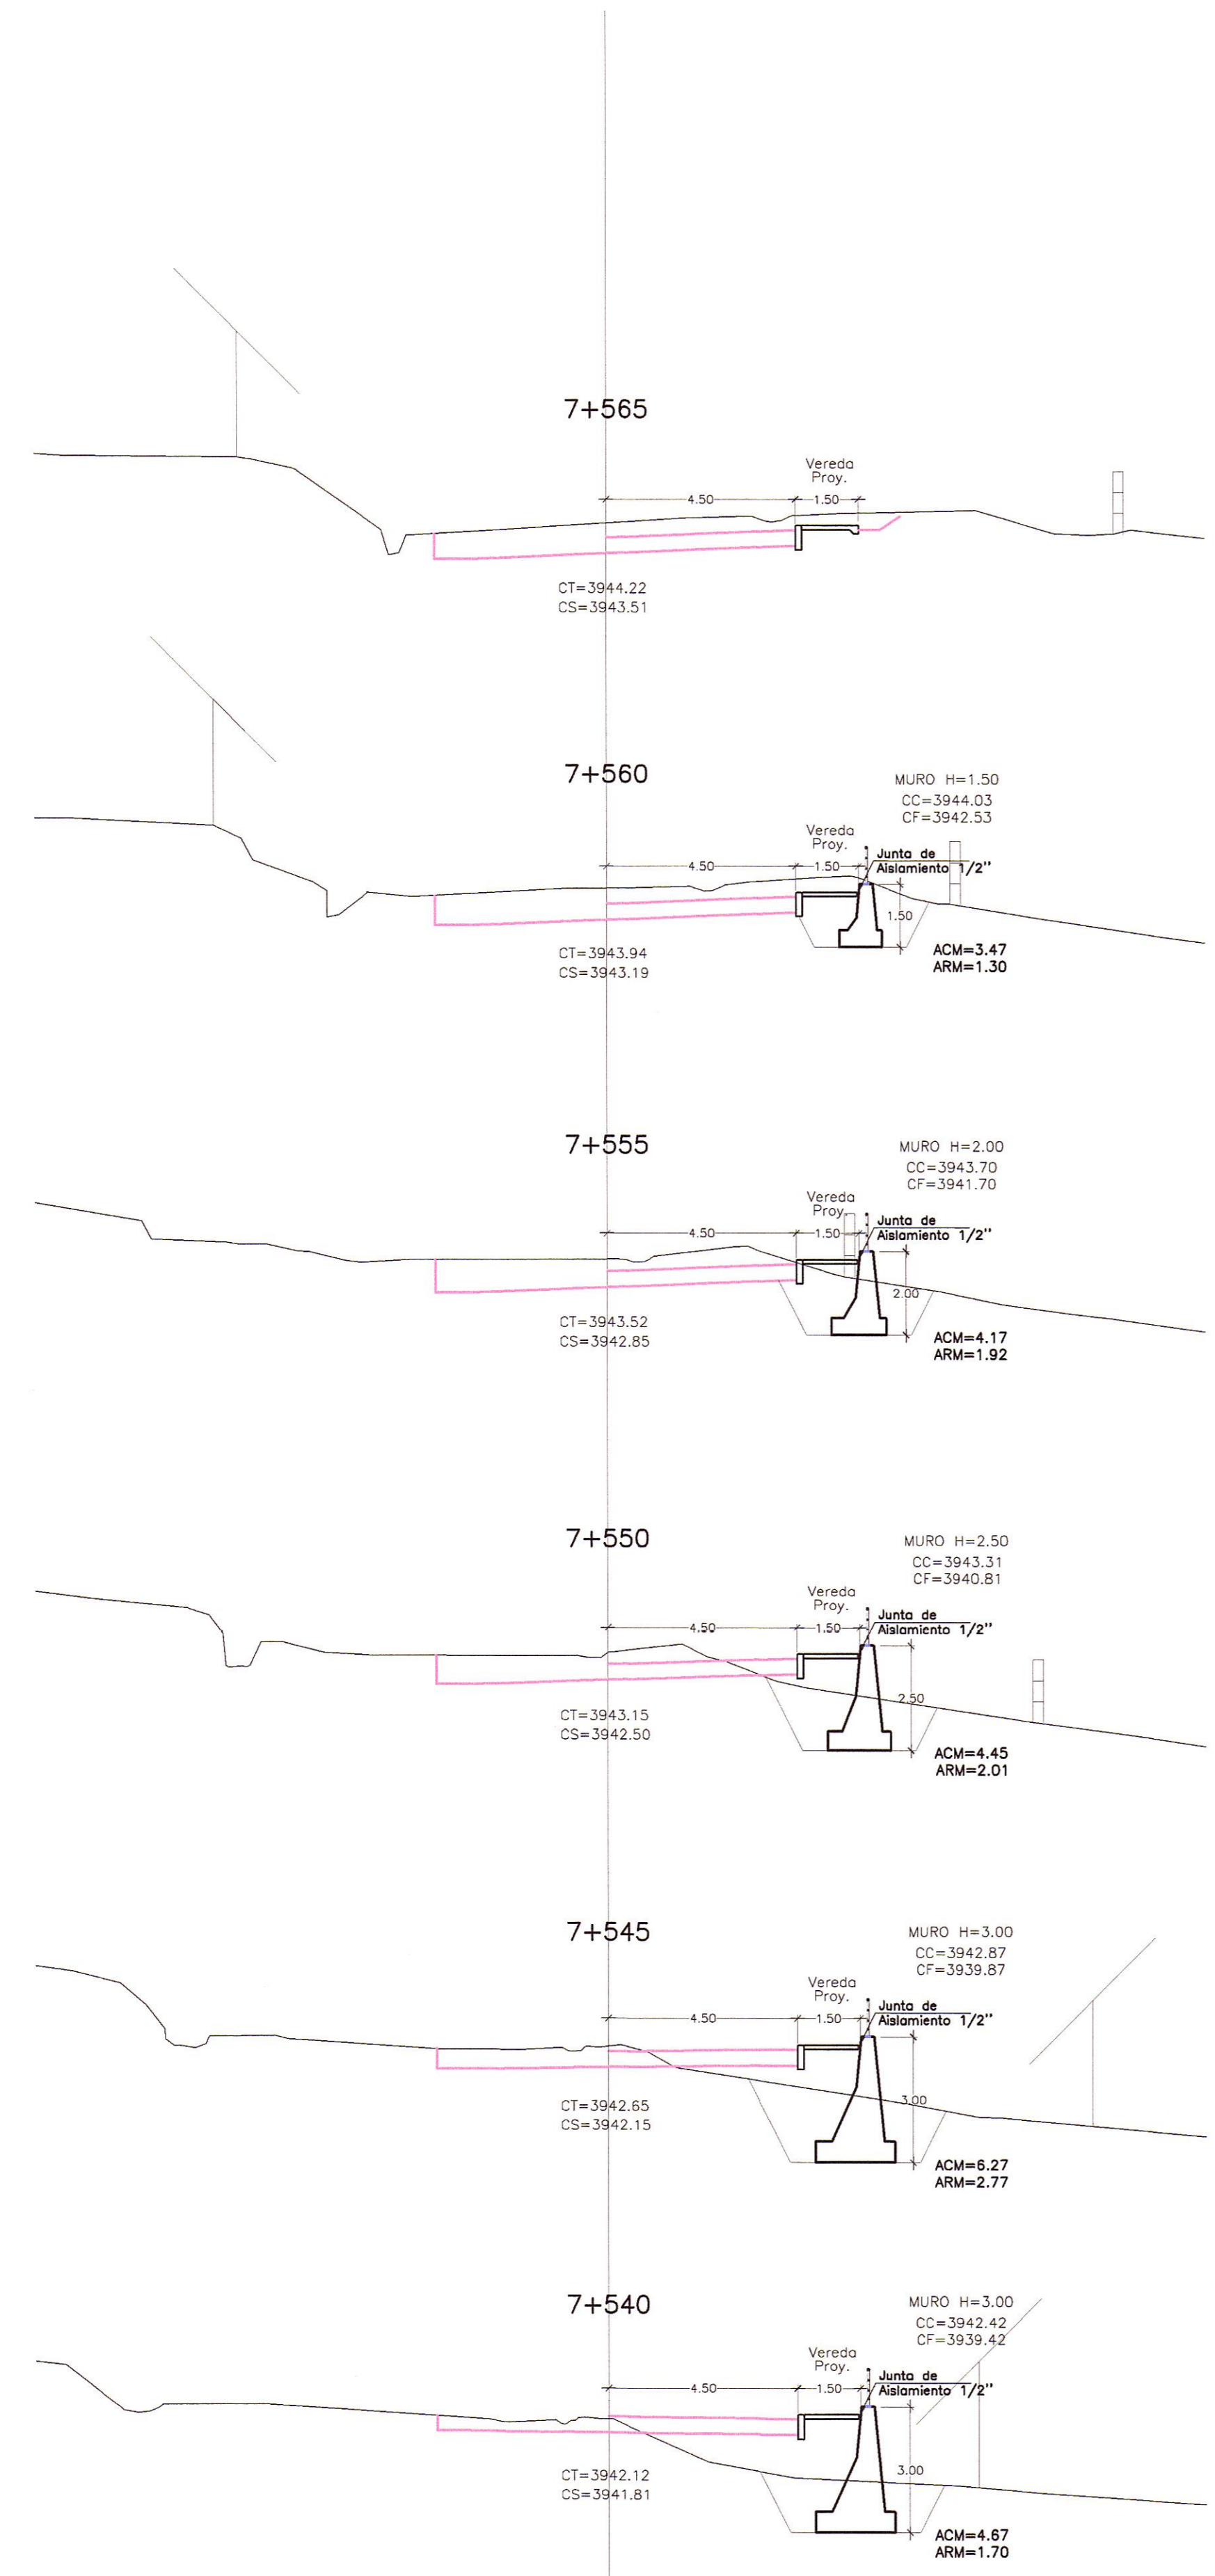 7+565
Vereda
Proy.
4.50
1.50
CT=3944.22
CS=3943.51
7+560
MURO H=1.50
CC=3944.03
CF=3942.53
Vereda
Proy.
Junta de
Aislamiento 1/2"
4.50
1.50
1.50
CT=3943.94
CS=3943.19
ACM=3.47
ARM=1.30
7+555
MURO H=2.00
CC=3943.70
CF=3941.70
Vereda
Proy.
Junta de
Aislamiento 1/2"
4.50
1.50
2.00
CT=3943.52
CS=3942.85
ACM=4.17
ARM=1.92
7+550
MURO H=2.50
CC=3943.31
CF=3940.81
Vereda
Proy.
Junta de
Aislamiento 1/2"
4.50
1.50
2.50
CT=3943.15
CS=3942.50
ACM=4.45
ARM=2.01
7+545
MURO H=3.00
CC=3942.87
CF=3939.87
Vereda
Proy.
Junta de
Aislamiento 1/2"
4.50
1.50
3.00
CT=3942.65
CS=3942.15
ACM=6.27
ARM=2.77
7+540
MURO H=3.00
CC=3942.42
CF=3939.42
Vereda
Proy.
Junta de
Aislamiento 1/2"
4.50
1.50
3.00
CT=3942.12
CS=3941.81
ACM=4.67
ARM=1.70